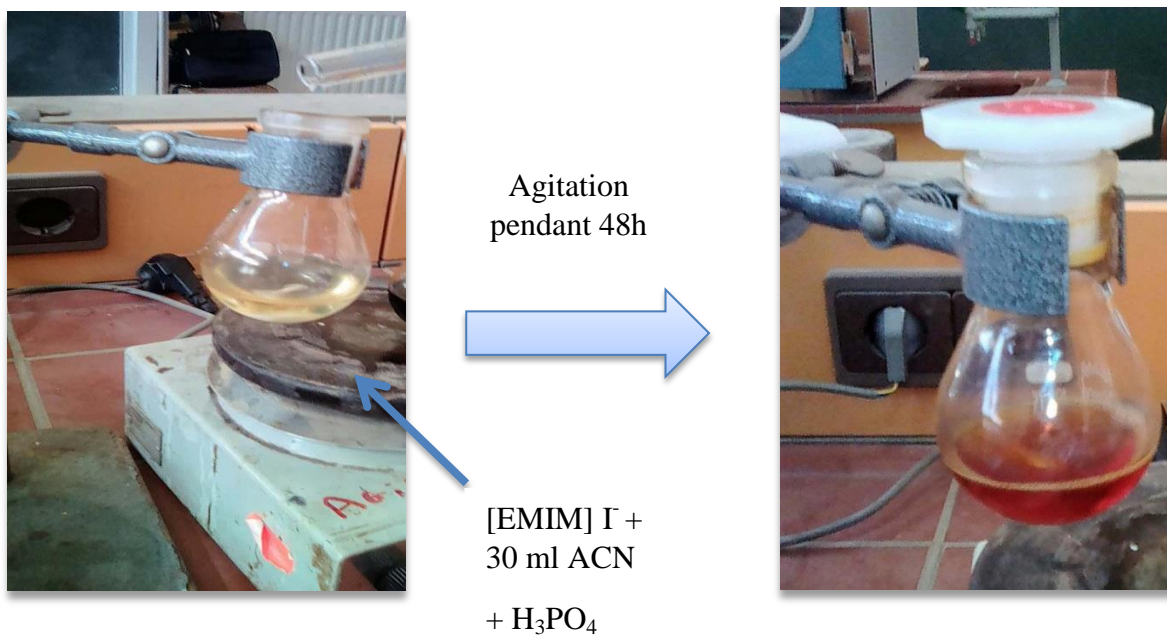 Agitation
pendant 48h
[EMIM] I⁻ +
30 ml ACN
+ H₃PO₄